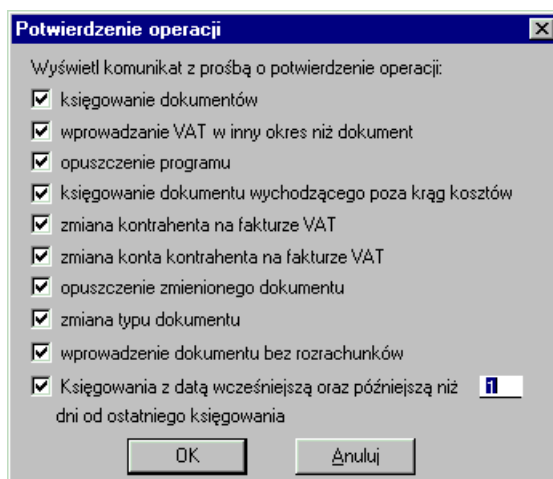 Potwierdzenie operacji
Wyświetl komunikat z prośbą o potwierdzenie operacji:
księgowanie dokumentów
wprowadzanie VAT w inny okres niż dokument
opuszczenie programu
księgowanie dokumentu wychodzącego poza krąg kosztów
zmiana kontrahenta na fakturze VAT
zmiana konta kontrahenta na fakturze VAT
opuszczenie zmienionego dokumentu
zmiana typu dokumentu
wprowadzenie dokumentu bez rozrachunków
Księgowania z datą wcześniejszą oraz późniejszą niż 1
dni od ostatniego księgowania
OK Anuluj